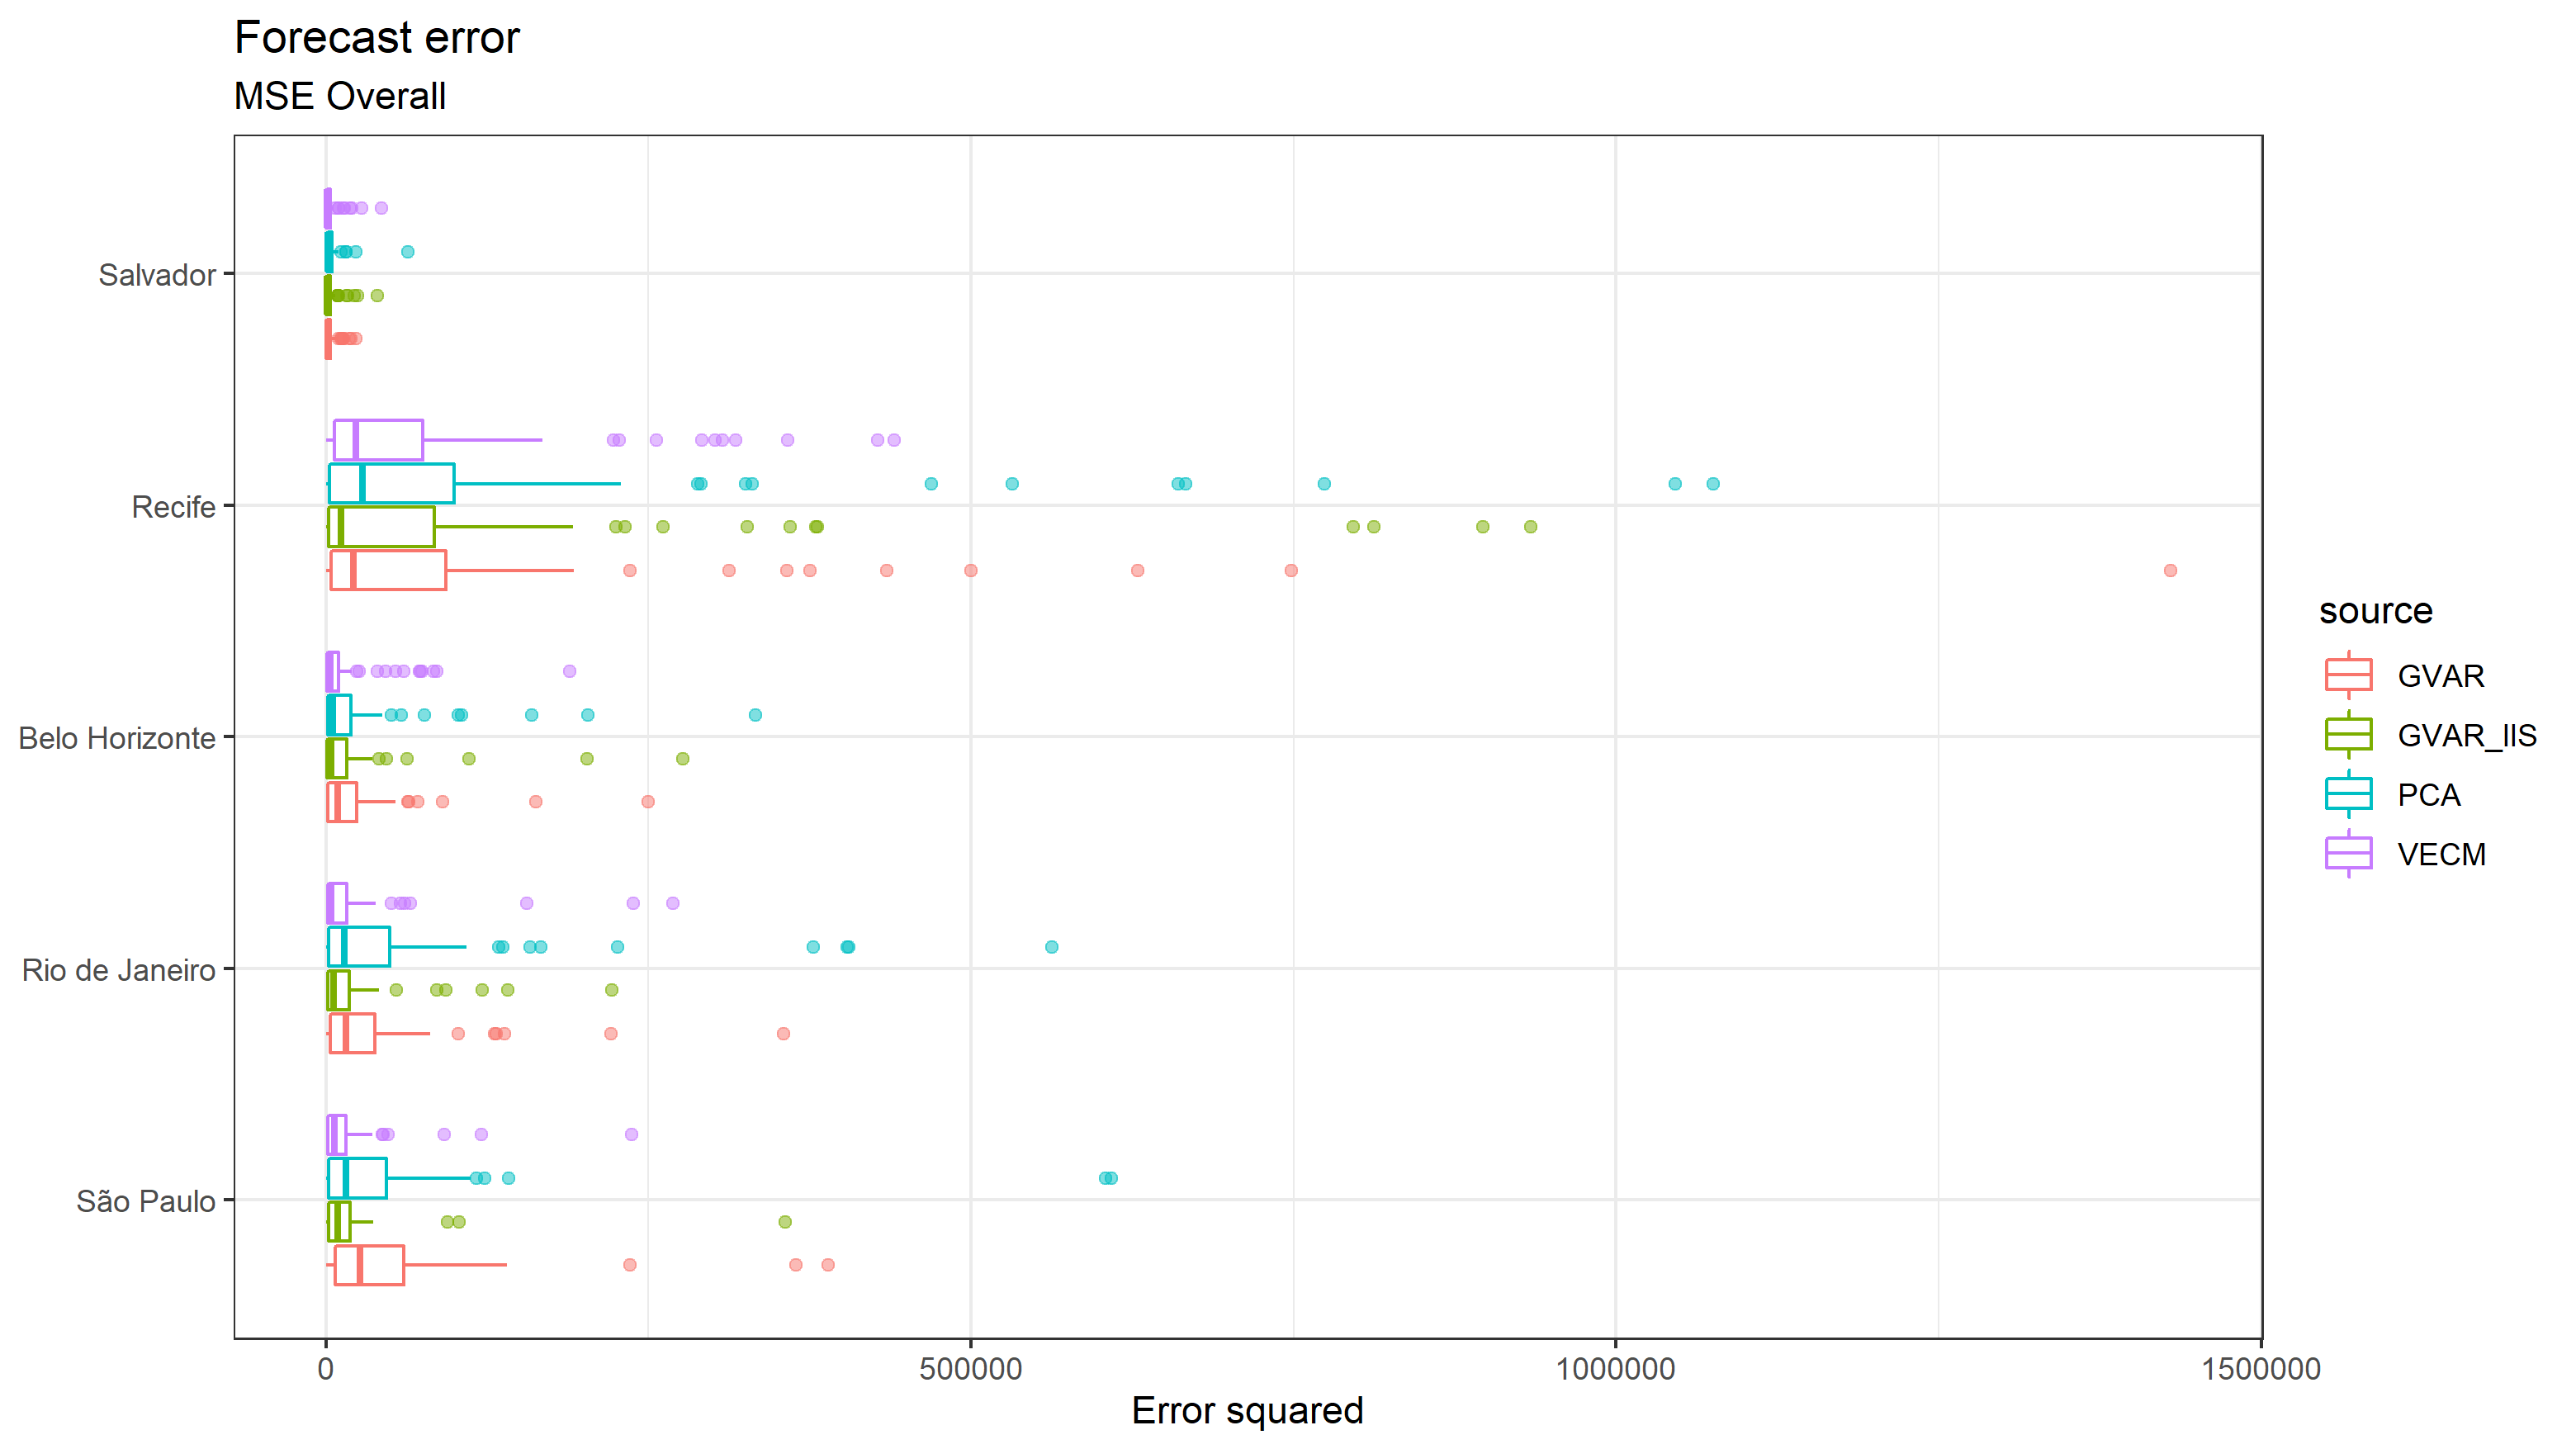 Forecast error
MSE Overall
Salvador
Recife
Belo Horizonte
Rio de Janeiro
São Paulo
0
500000
1000000
1500000
Error squared
source
GVAR
GVAR_IIS
PCA
VECM